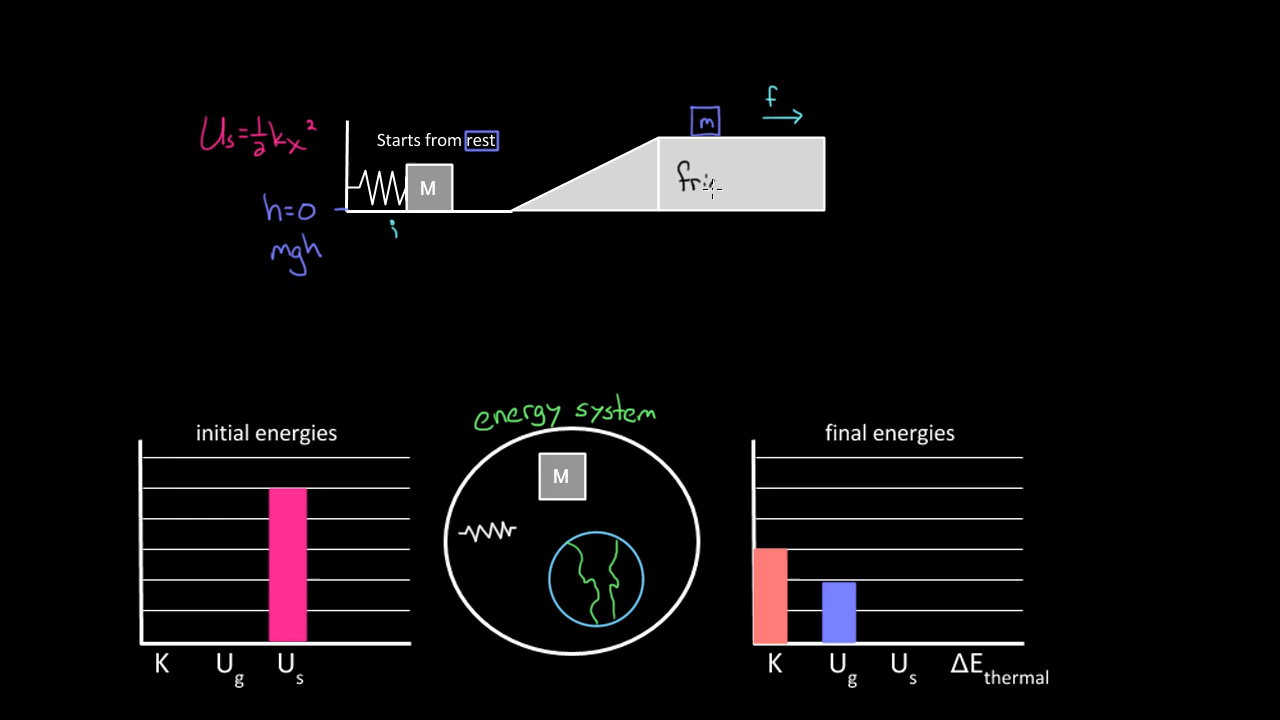 f
m
Us=½kx²
Starts from rest
M
fri
h=0
i
mgh
energy system
initial energies
final energies
M
K Ug Us
K Ug Us ΔEthermal